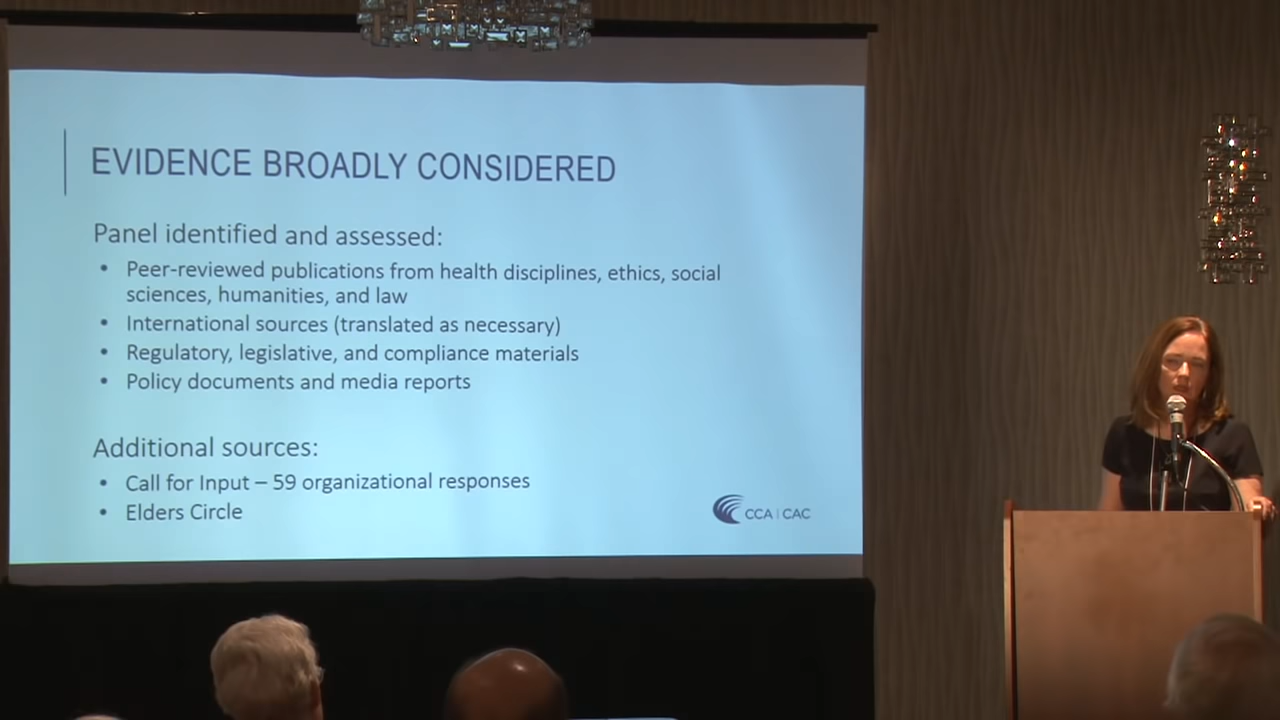 EVIDENCE BROADLY CONSIDERED
Panel identified and assessed:
• Peer-reviewed publications from health disciplines, ethics, social
sciences, humanities, and law
• International sources (translated as necessary)
• Regulatory, legislative, and compliance materials
• Policy documents and media reports
Additional sources:
• Call for Input – 59 organizational responses
• Elders Circle
CCA | CAC